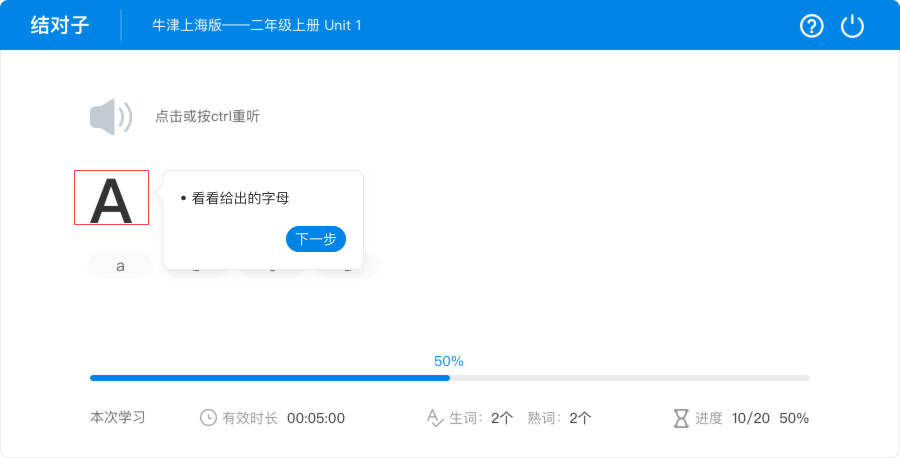 结对子 牛津上海版——二年级上册 Unit 1
点击或按ctrl重听
A
• 看看给出的字母
下一步
a
50%
本次学习 有效时长 00:05:00 生词：2个 熟词：2个 进度 10/20 50%